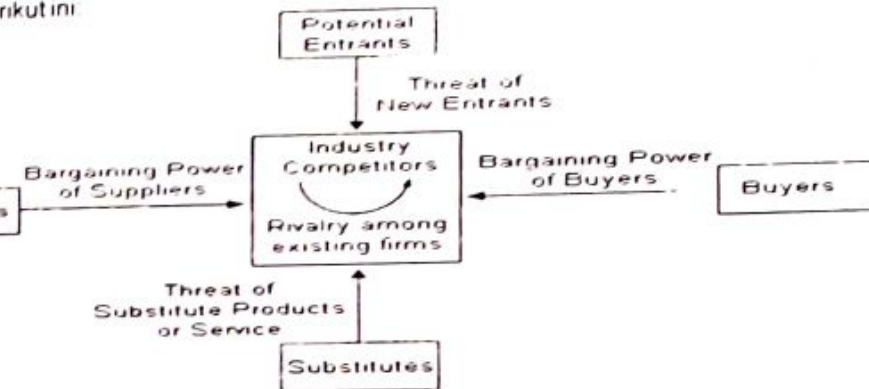 rikut ini:
Potential
Entrants
Threat of
New Entrants
Industry
Competitors
Rivalry among
existing firms
Bargaining Power
of Suppliers
s
Bargaining Power
of Buyers
Buyers
Threat of
Substitute Products
or Service
Substitutes